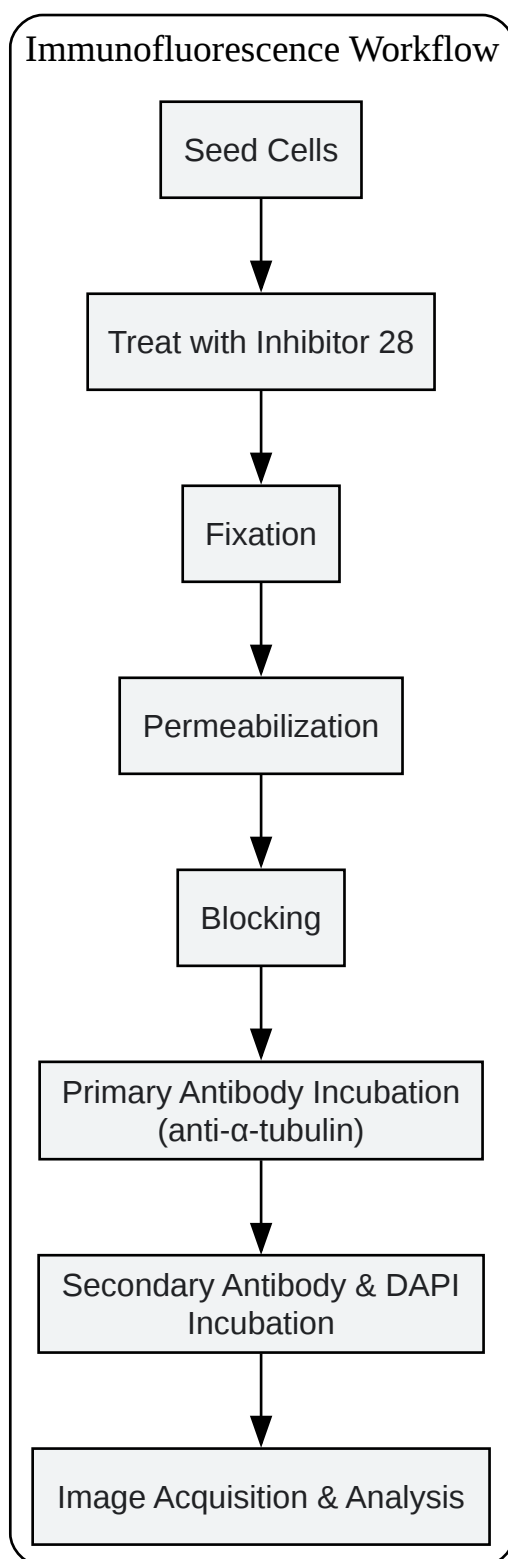 Immunofluorescence Workflow
Seed Cells
Treat with Inhibitor 28
Fixation
Permeabilization
Blocking
Primary Antibody Incubation
(anti-α-tubulin)
Secondary Antibody & DAPI
Incubation
Image Acquisition & Analysis